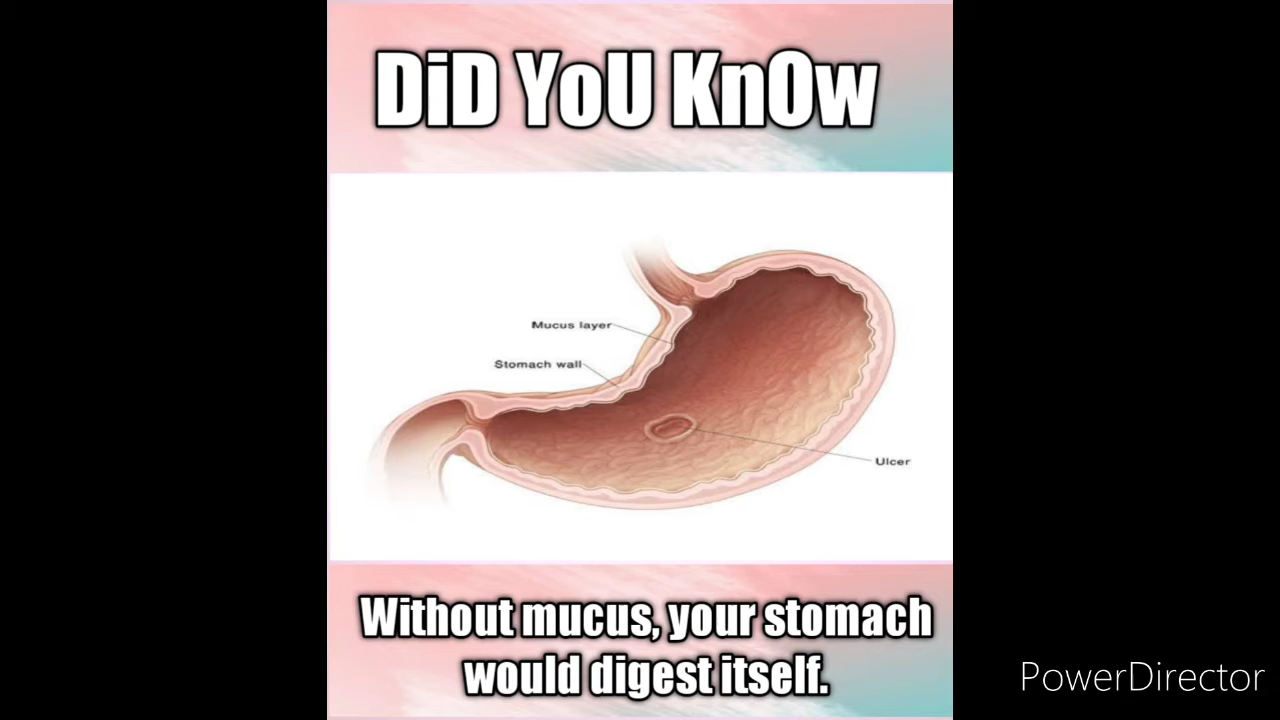 DiD YoU KnOw
Mucus layer
Stomach wall
Ulcer
Without mucus, your stomach
would digest itself.
PowerDirector